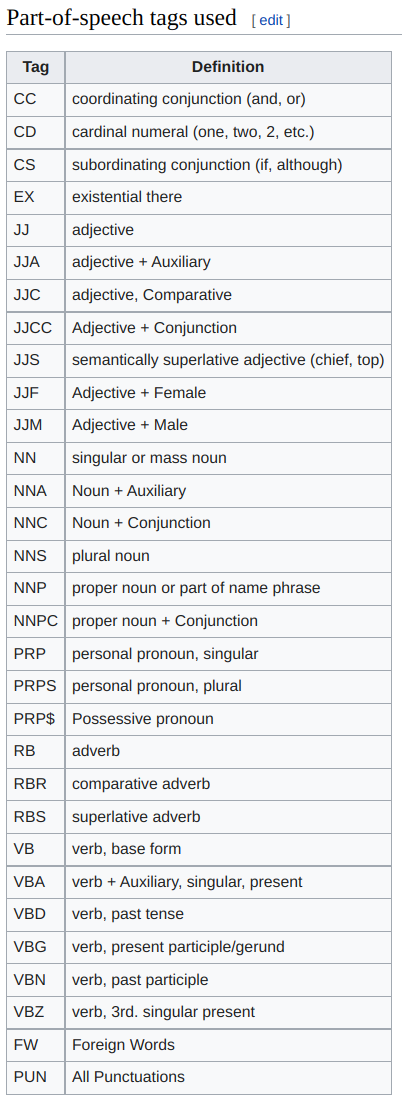 Part-of-speech tags used [ edit ]
Tag Definition
CC coordinating conjunction (and, or)
CD cardinal numeral (one, two, 2, etc.)
CS subordinating conjunction (if, although)
EX existential there
JJ adjective
JJA adjective + Auxiliary
JJC adjective, Comparative
JJCC Adjective + Conjunction
JJS semantically superlative adjective (chief, top)
JJF Adjective + Female
JJM Adjective + Male
NN singular or mass noun
NNA Noun + Auxiliary
NNC Noun + Conjunction
NNS plural noun
NNP proper noun or part of name phrase
NNPC proper noun + Conjunction
PRP personal pronoun, singular
PRPS personal pronoun, plural
PRP$ Possessive pronoun
RB adverb
RBR comparative adverb
RBS superlative adverb
VB verb, base form
VBA verb + Auxiliary, singular, present
VBD verb, past tense
VBG verb, present participle/gerund
VBN verb, past participle
VBZ verb, 3rd. singular present
FW Foreign Words
PUN All Punctuations